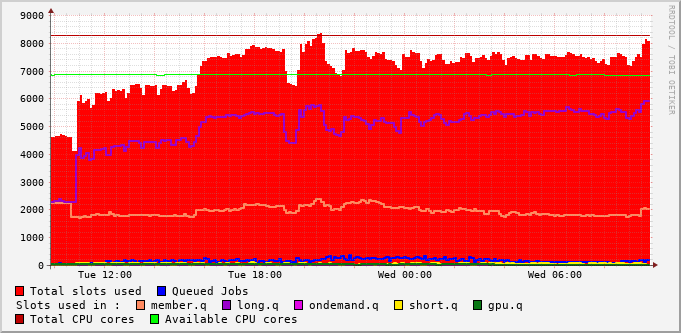 9000
8000
7000
6000
5000
4000
3000
2000
1000
0
Tue 12:00 Tue 18:00 Wed 00:00 Wed 06:00
RRDTOOL / TOBI OETIKER
Total slots used Queued Jobs
Slots used in : member.q long.q ondemand.q short.q gpu.q
Total CPU cores Available CPU cores